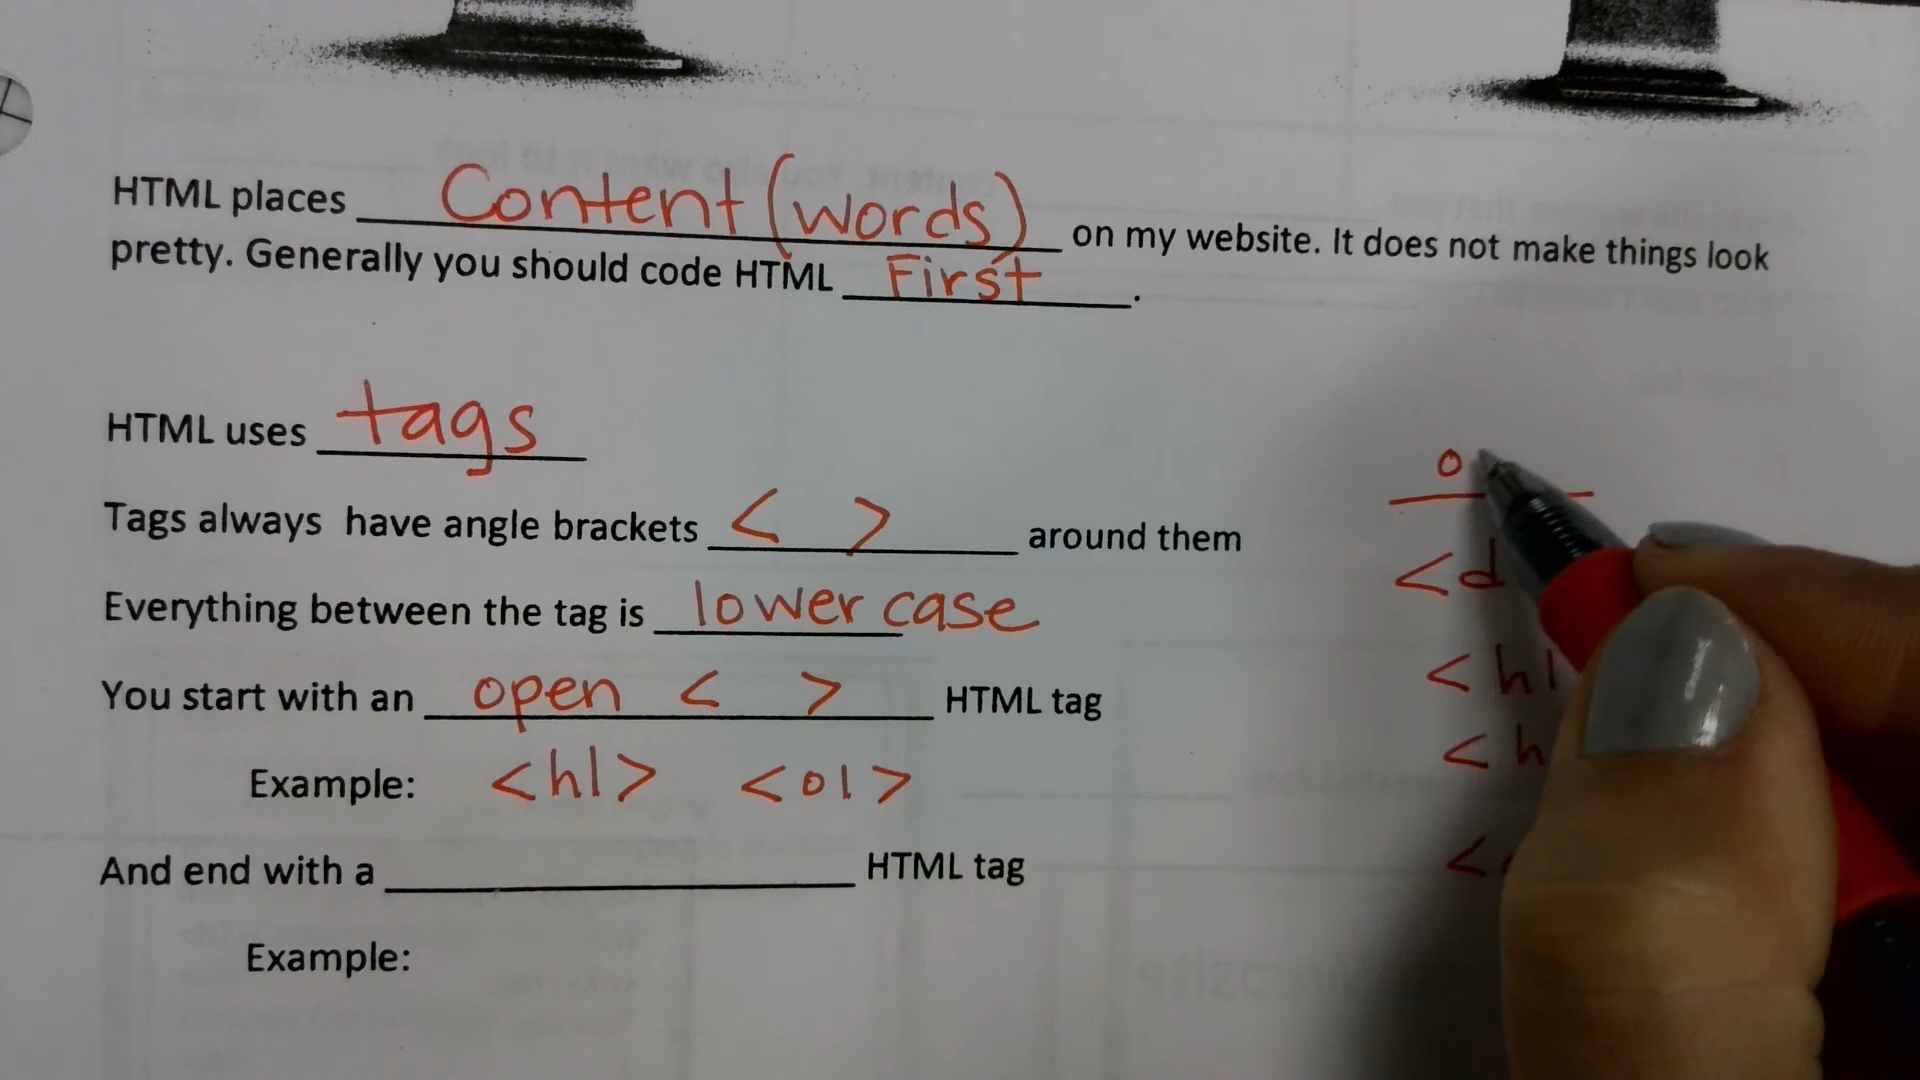 HTML places Content (words) on my website. It does not make things look
pretty. Generally you should code HTML First.
HTML uses tags
Tags always have angle brackets < > around them
Everything between the tag is lower case
You start with an open < > HTML tag
Example: <h1> <ol>
And end with a ____ HTML tag
Example:
o
<d
<h1
<h
<